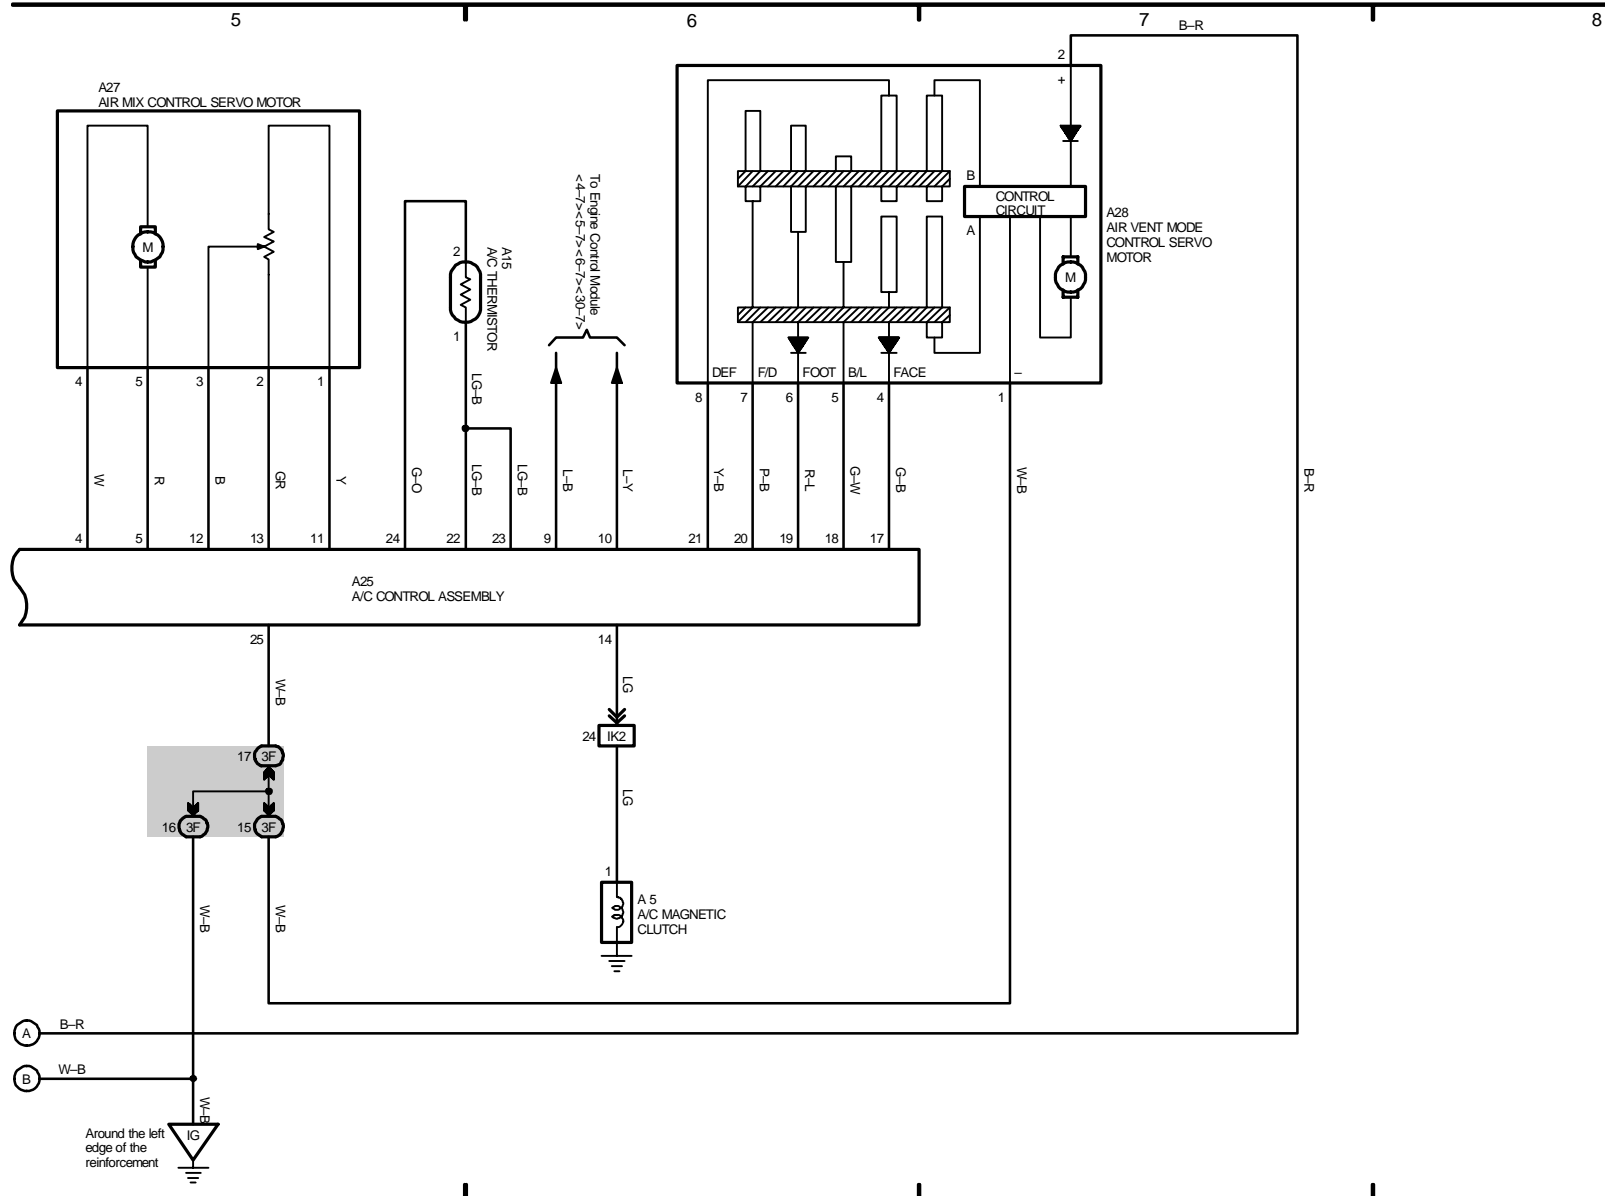 5
6
7
8
B–R
A27
AIR MIX CONTROL SERVO MOTOR
M
4
5
3
2
1
W
R
B
GR
Y
4
5
12
13
11
2
1
A15
A/C THERMISTOR
LG–B
G–O
LG–B
LG–B
24
22
23
To Engine Control Module
<4–7><5–7><6–7><30–7>
L–B
L–Y
9
10
2
+
B
CONTROL
CIRCUIT
A
M
A28
AIR VENT MODE
CONTROL SERVO
MOTOR
DEF
F/D
FOOT
B/L
FACE
–
8
7
6
5
4
1
Y–B
P–B
R–L
G–W
G–B
W–B
B–R
21
20
19
18
17
A25
A/C CONTROL ASSEMBLY
25
14
W–B
LG
24 IK2
LG
17 3F
16 3F
15 3F
1
A 5
A/C MAGNETIC
CLUTCH
W–B
W–B
A
B–R
B
W–B
W–B
IG
Around the left
edge of the
reinforcement